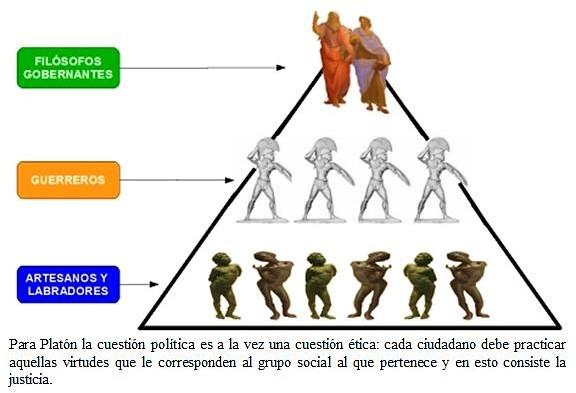 FILÓSOFOS
GOBERNANTES
GUERREROS
ARTESANOS Y
LABRADORES
Para Platón la cuestión política es a la vez una cuestión ética: cada ciudadano debe practicar
aquellas virtudes que le corresponden al grupo social al que pertenece y en esto consiste la
justicia.